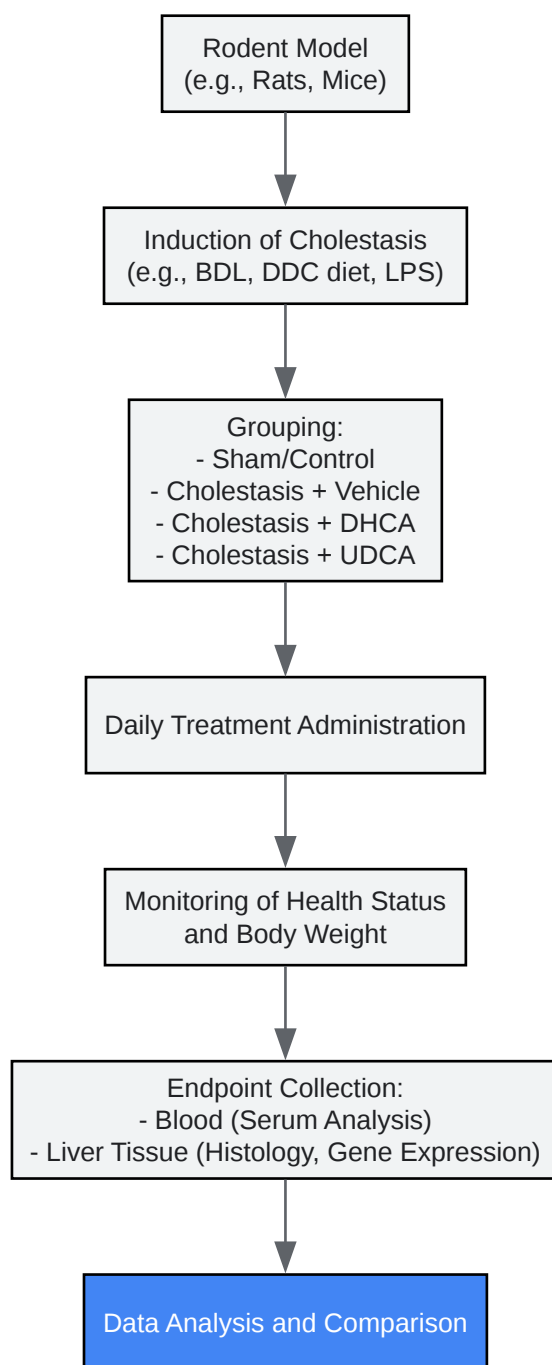 Rodent Model
(e.g., Rats, Mice)
Induction of Cholestasis
(e.g., BDL, DDC diet, LPS)
Grouping:
- Sham/Control
- Cholestasis + Vehicle
- Cholestasis + DHCA
- Cholestasis + UDCA
Daily Treatment Administration
Monitoring of Health Status
and Body Weight
Endpoint Collection:
- Blood (Serum Analysis)
- Liver Tissue (Histology, Gene Expression)
Data Analysis and Comparison